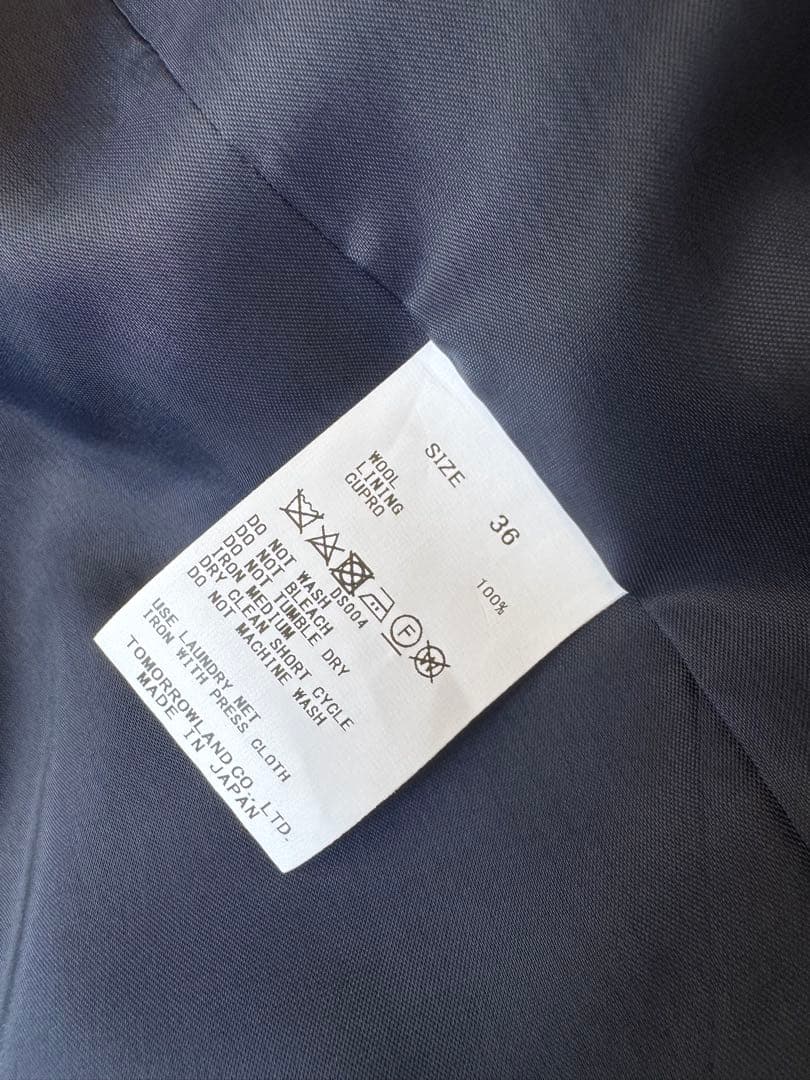 SIZE 36
WOOL 100%
LINING
CUPRO
F
W
DS004
DO NOT WASH
DO NOT BLEACH
DO NOT TUMBLE DRY
IRON MEDIUM
DRY CLEAN SHORT CYCLE
DO NOT MACHINE WASH
USE LAUNDRY NET
IRON WITH PRESS CLOTH
TOMORROWLAND CO., LTD.
MADE IN JAPAN